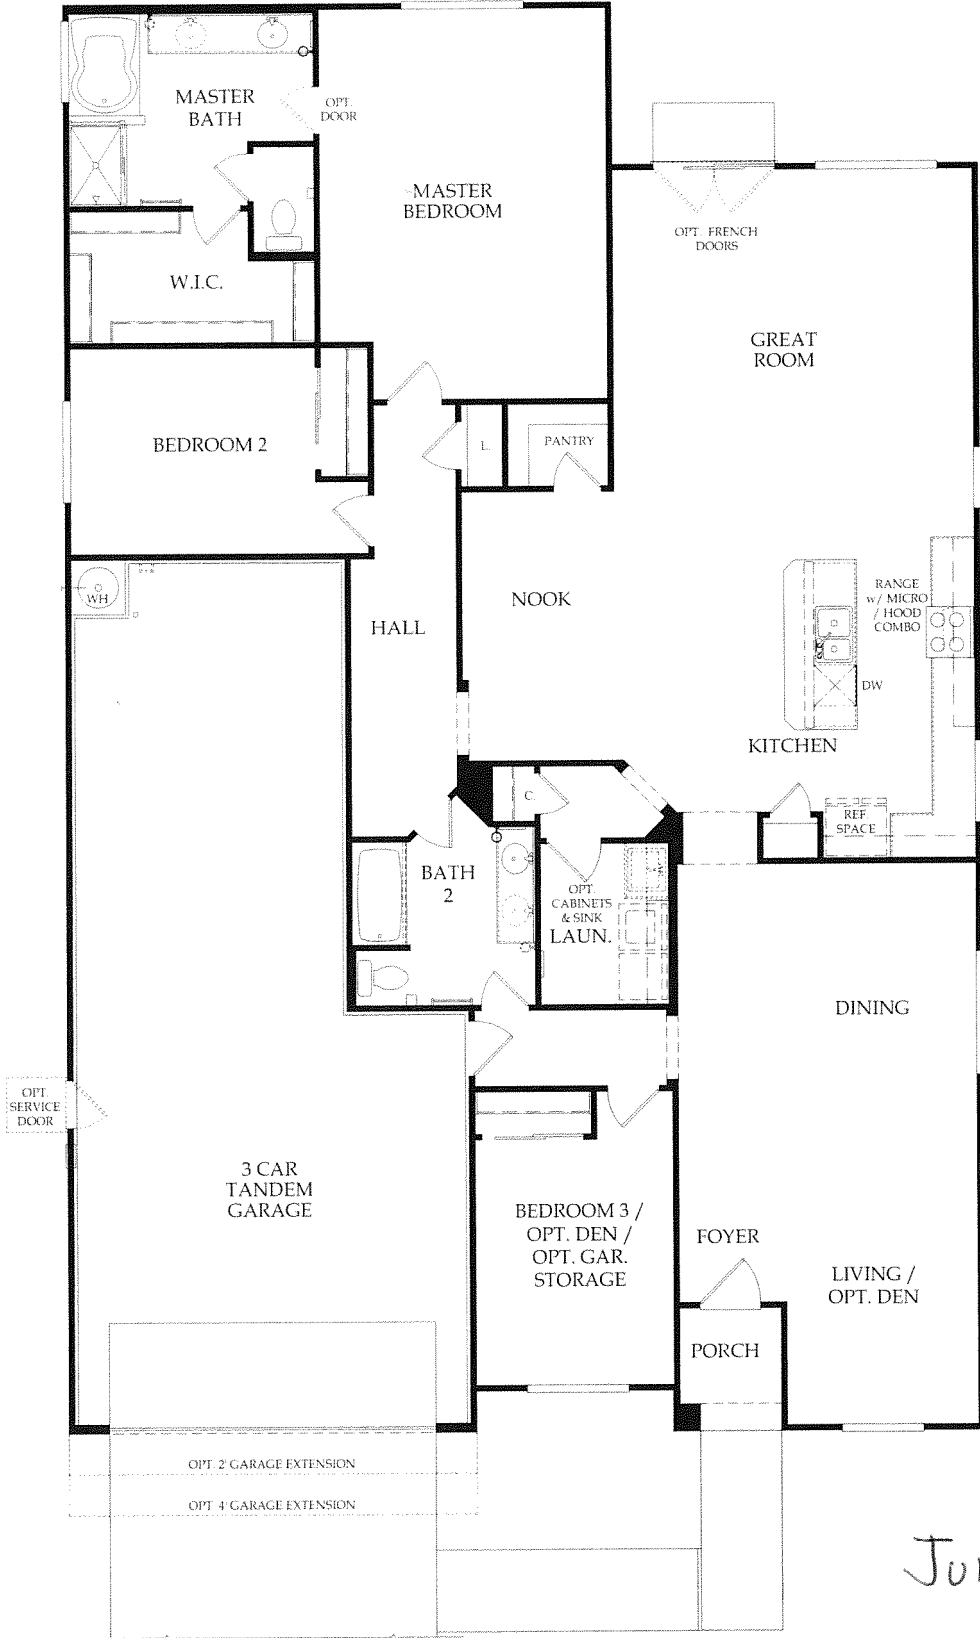 MASTER
BATH
OPT.
DOOR
MASTER
BEDROOM
OPT. FRENCH
DOORS
W.I.C.
GREAT
ROOM
BEDROOM 2
L.
PANTRY
WH
HALL
NOOK
RANGE
w/ MICRO
/ HOOD
COMBO
DW
KITCHEN
C.
REF.
SPACE
BATH
2
OPT.
CABINETS
& SINK
LAUN.
DINING
OPT.
SERVICE
DOOR
3 CAR
TANDEM
GARAGE
BEDROOM 3 /
OPT. DEN /
OPT. GAR.
STORAGE
FOYER
LIVING /
OPT. DEN
PORCH
OPT. 2' GARAGE EXTENSION
OPT 4' GARAGE EXTENSION